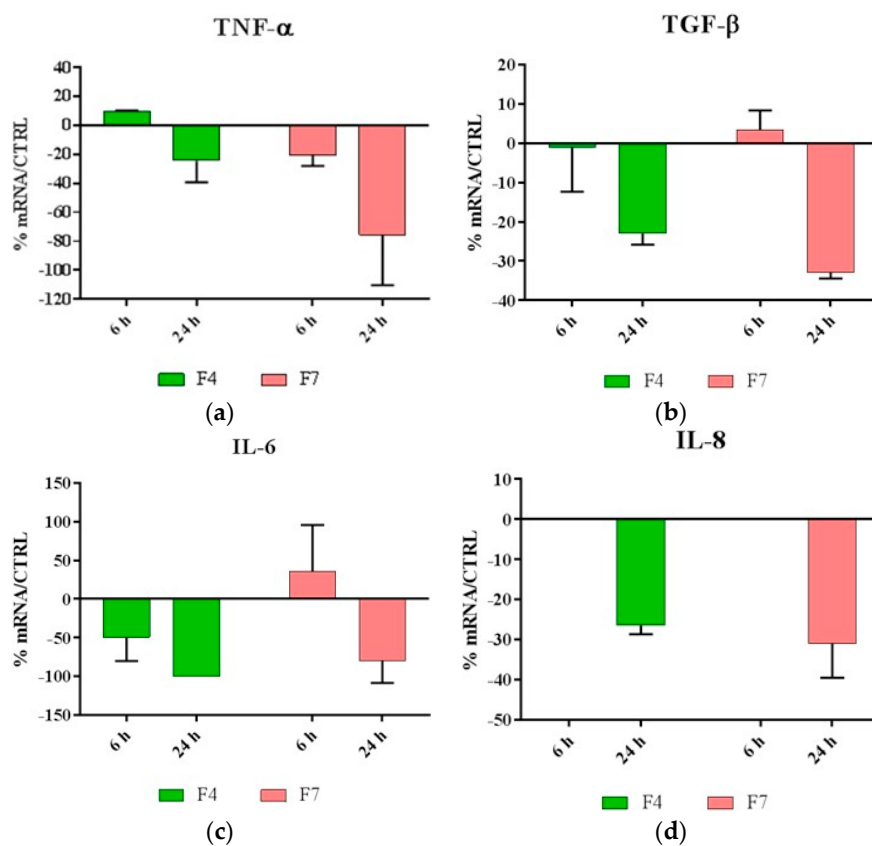 TNF-α
% mRNA/CTRL
40
20
0
-20
-40
-60
-80
-100
-120
6 h
24 h
6 h
24 h
F4
F7
(a)
TGF-β
% mRNA/CTRL
20
10
0
-10
-20
-30
-40
6 h
24 h
6 h
24 h
F4
F7
(b)
IL-6
% mRNA/CTRL
150
100
50
0
-50
-100
-150
6 h
24 h
6 h
24 h
F4
F7
(c)
IL-8
% mRNA/CTRL
10
0
-10
-20
-30
-40
-50
6 h
24 h
6 h
24 h
F4
F7
(d)